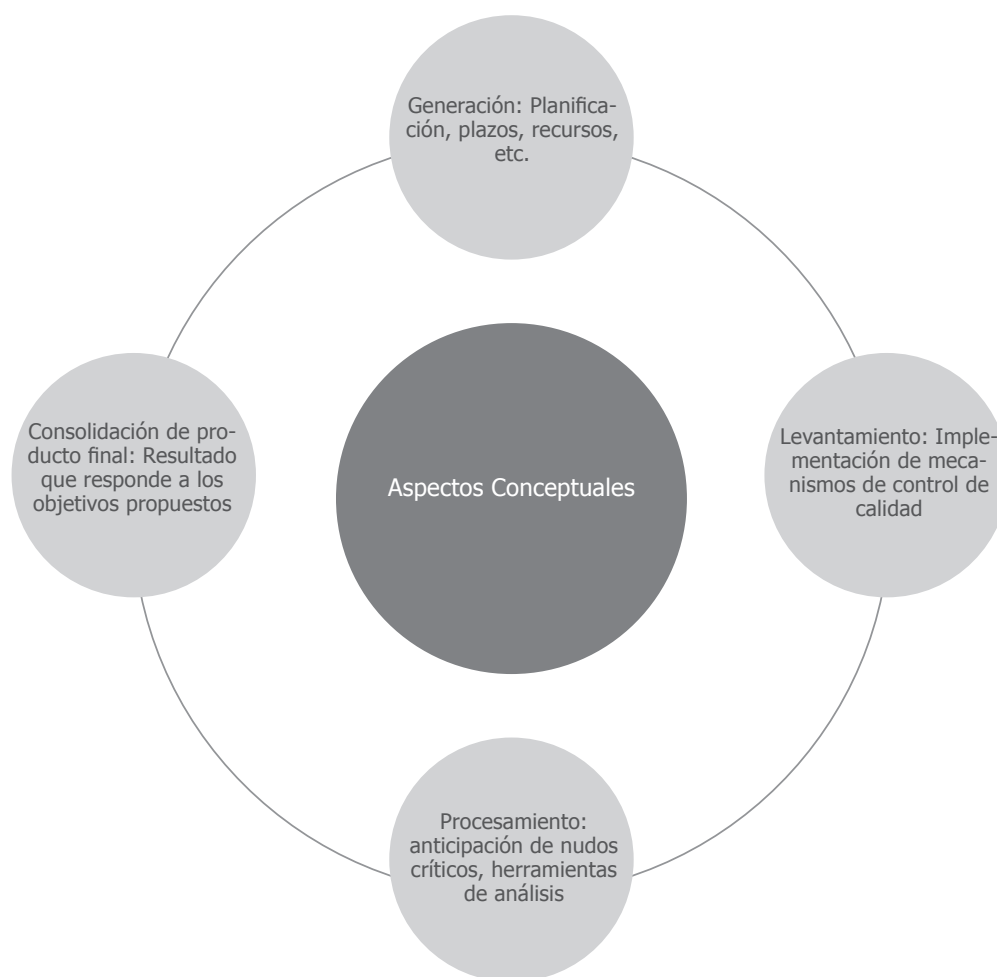 Generación: Planifica-
ción, plazos, recursos,
etc.
Consolidación de pro-
ducto final: Resultado
que responde a los
objetivos propuestos
Aspectos Conceptuales
Levantamiento: Imple-
mentación de meca-
nismos de control de
calidad
Procesamiento:
anticipación de nudos
críticos, herramientas
de análisis